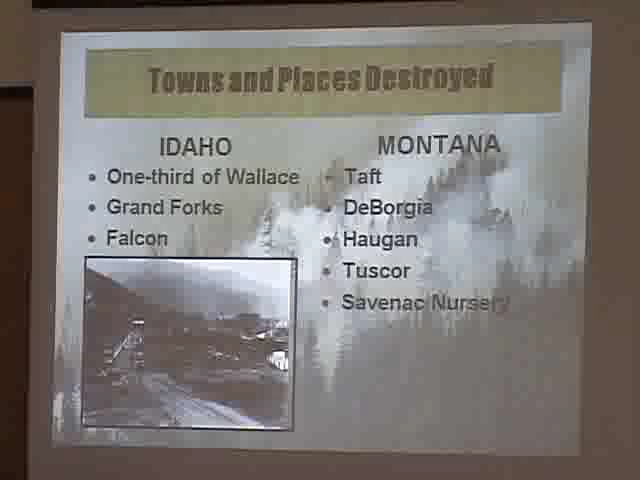 Towns and Places Destroyed
IDAHO
• One-third of Wallace
• Grand Forks
• Falcon
MONTANA
• Taft
• DeBorgia
• Haugan
• Tuscor
• Savenac Nursery